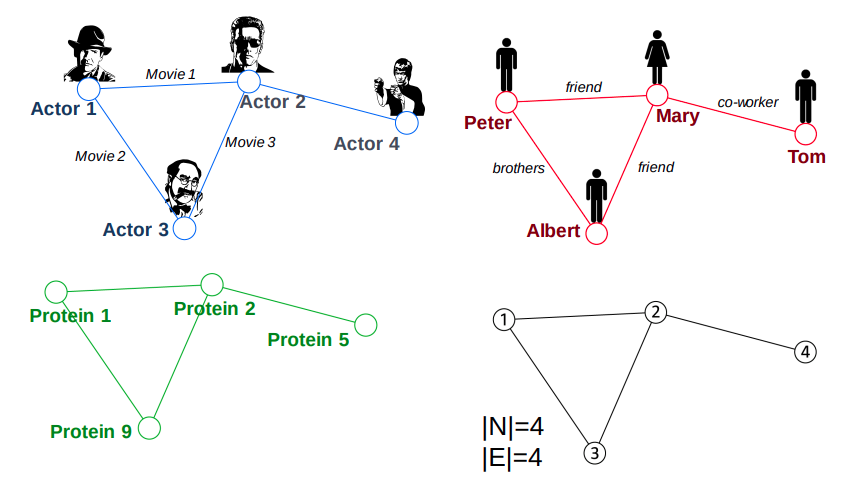 Movie 1
Actor 1
Actor 2
Actor 4
Movie 2
Movie 3
Actor 3
friend
co-worker
Peter
Mary
Tom
brothers
friend
Albert
Protein 1
Protein 2
Protein 5
Protein 9
1
2
4
3
|N|=4
|E|=4